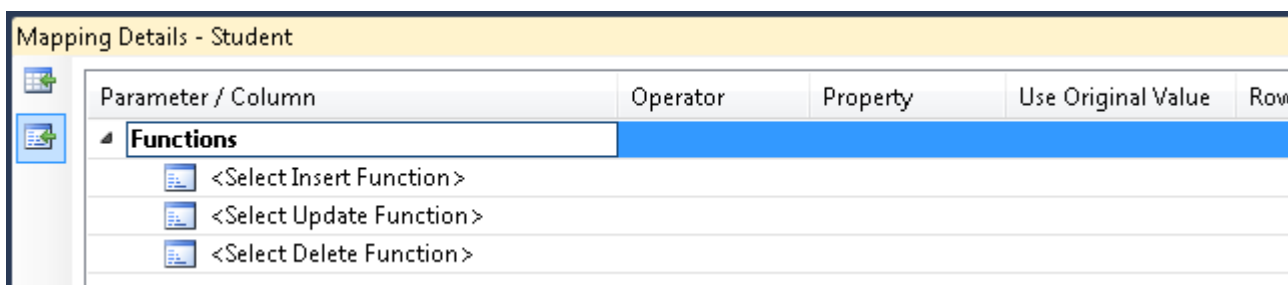 Mapping Details - Student
Parameter / Column Operator Property Use Original Value
Functions
<Select Insert Function>
<Select Update Function>
<Select Delete Function>